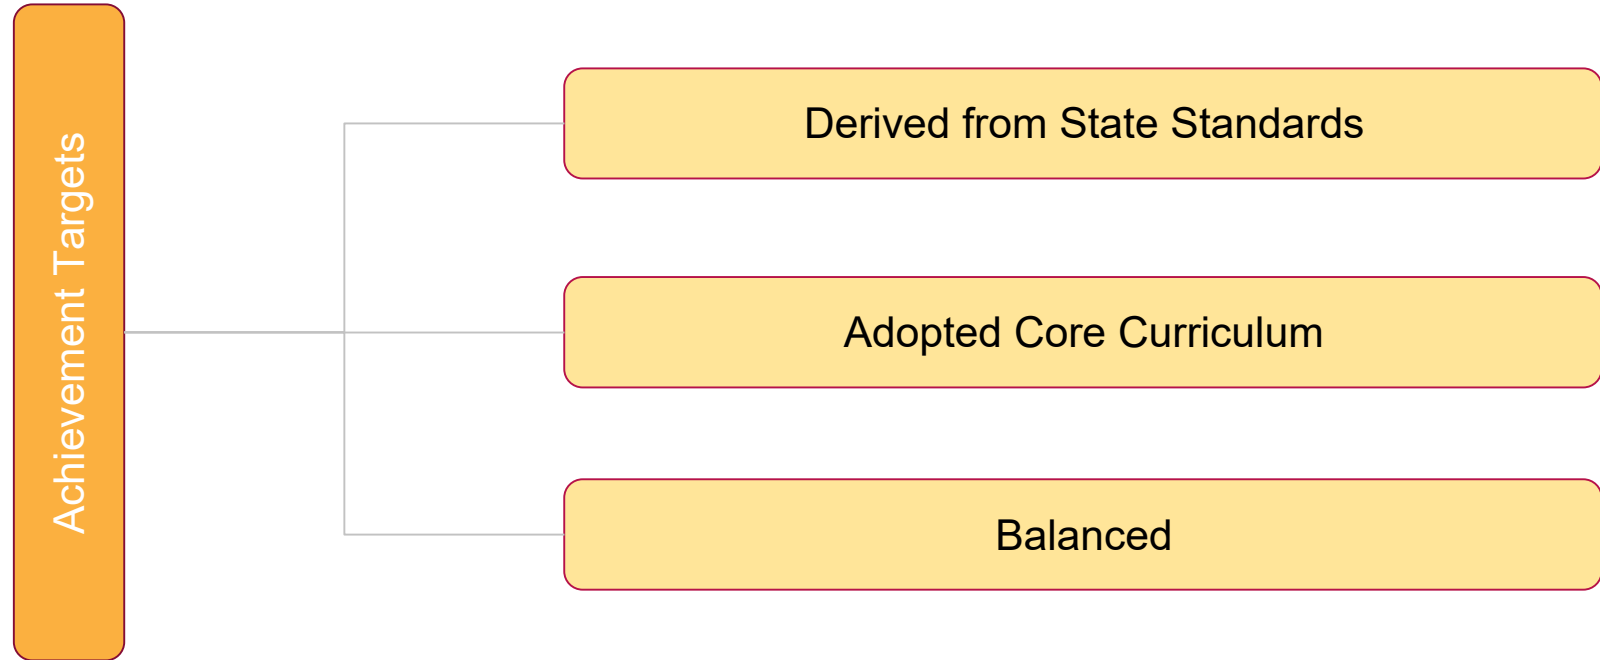 Achievement Targets
Derived from State Standards
Adopted Core Curriculum
Balanced